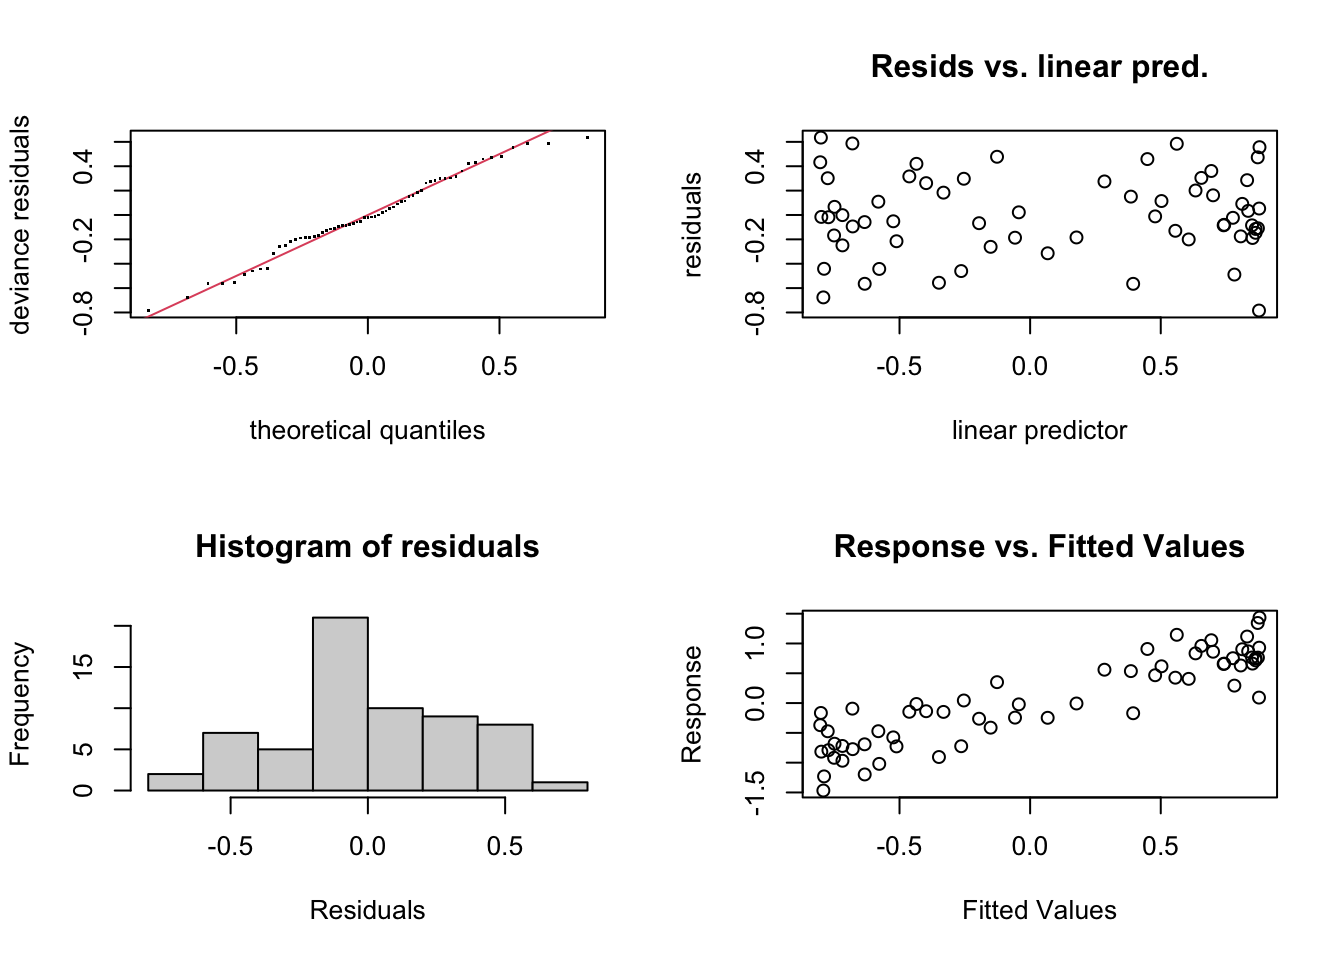 deviance residuals
-0.8
-0.2
0.4
-0.5
0.0
0.5
theoretical quantiles
Resids vs. linear pred.
residuals
-0.8
-0.2
0.4
-0.5
0.0
0.5
linear predictor
Histogram of residuals
Frequency
0
5
15
-0.5
0.0
0.5
Residuals
Response vs. Fitted Values
Response
-1.5
0.0
1.0
-0.5
0.0
0.5
Fitted Values